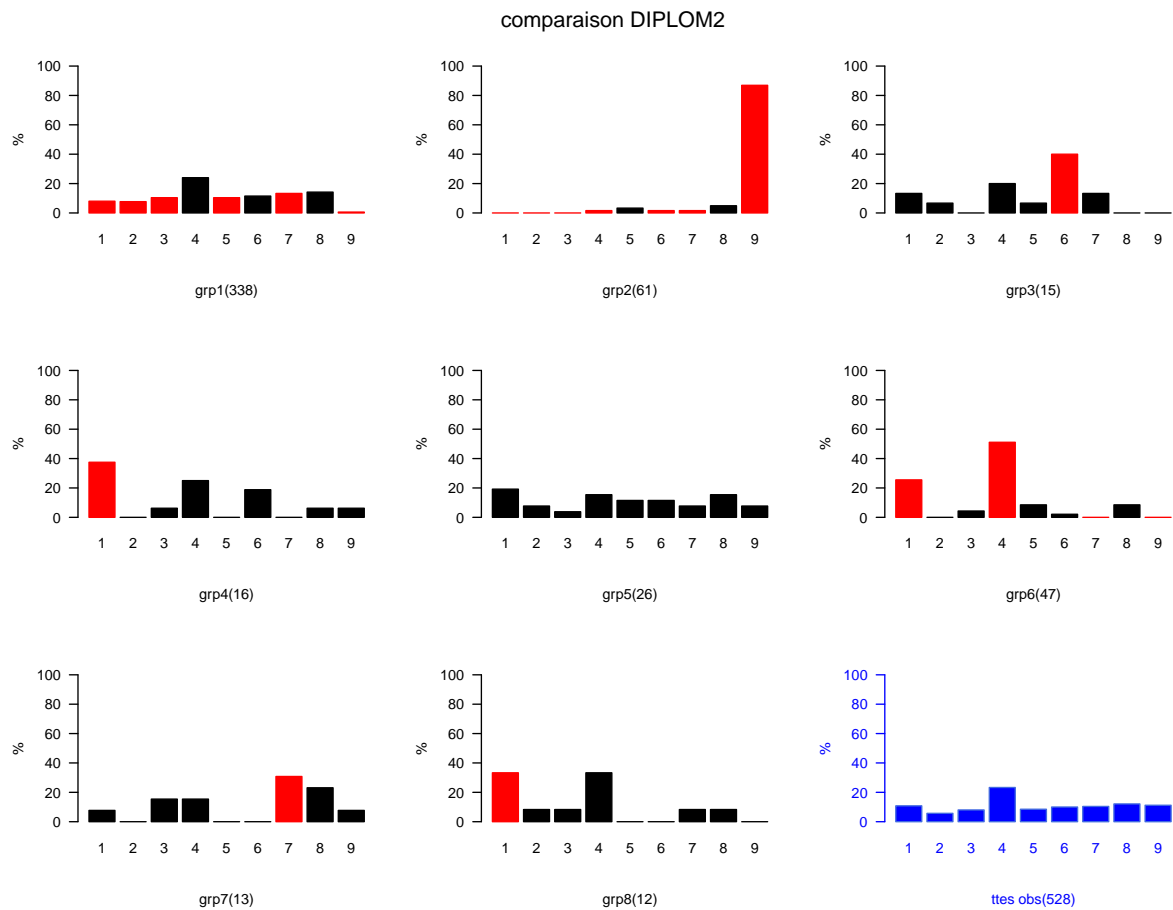 comparaison DIPLOM2
100 100 100
80 80 80
60 60 60
% % %
40 40 40
20 20 20
0 0 0
1 2 3 4 5 6 7 8 9 1 2 3 4 5 6 7 8 9 1 2 3 4 5 6 7 8 9
grp1(338) grp2(61) grp3(15)
100 100 100
80 80 80
60 60 60
% % %
40 40 40
20 20 20
0 0 0
1 2 3 4 5 6 7 8 9 1 2 3 4 5 6 7 8 9 1 2 3 4 5 6 7 8 9
grp4(16) grp5(26) grp6(47)
100 100 100
80 80 80
60 60 60
% % %
40 40 40
20 20 20
0 0 0
1 2 3 4 5 6 7 8 9 1 2 3 4 5 6 7 8 9 1 2 3 4 5 6 7 8 9
grp7(13) grp8(12) ttes obs(528)